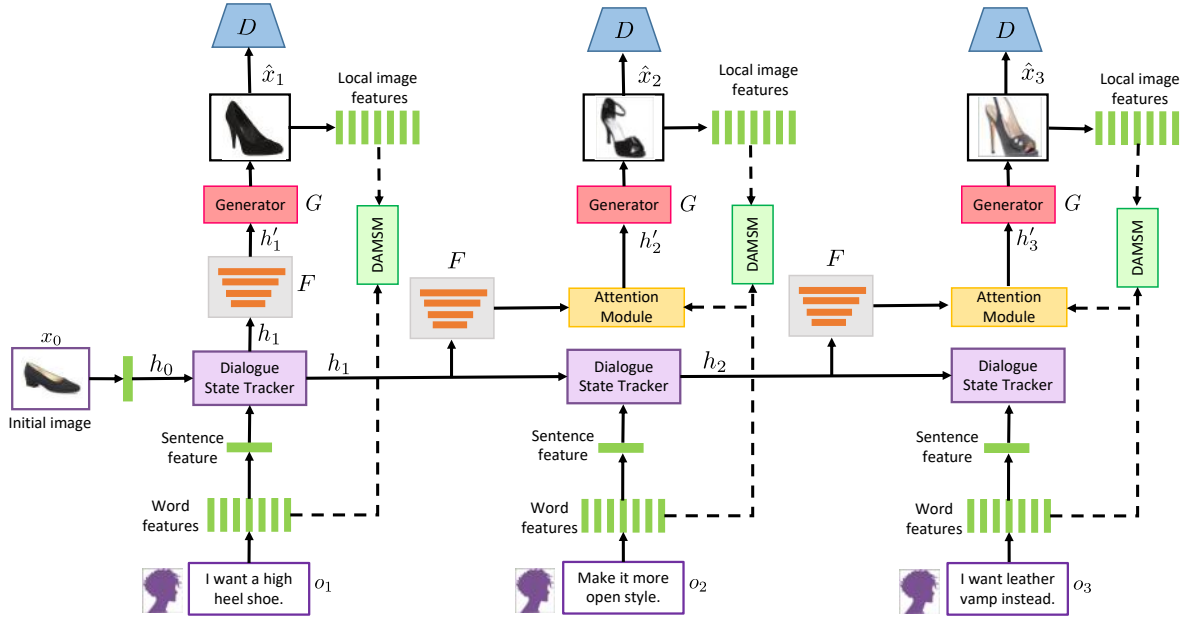 D
D
D
x̂₁
x̂₂
x̂₃
Local image
features
Local image
features
Local image
features
Generator
G
Generator
G
Generator
G
DAMSM
DAMSM
DAMSM
h′₁
h′₂
h′₃
F
F
F
Attention
Module
Attention
Module
h₁
x₀
h₀
Dialogue
State Tracker
h₁
Dialogue
State Tracker
h₂
Dialogue
State Tracker
Initial image
Sentence
feature
Sentence
feature
Sentence
feature
Word
features
Word
features
Word
features
I want a high
heel shoe.
o₁
Make it more
open style.
o₂
I want leather
vamp instead.
o₃